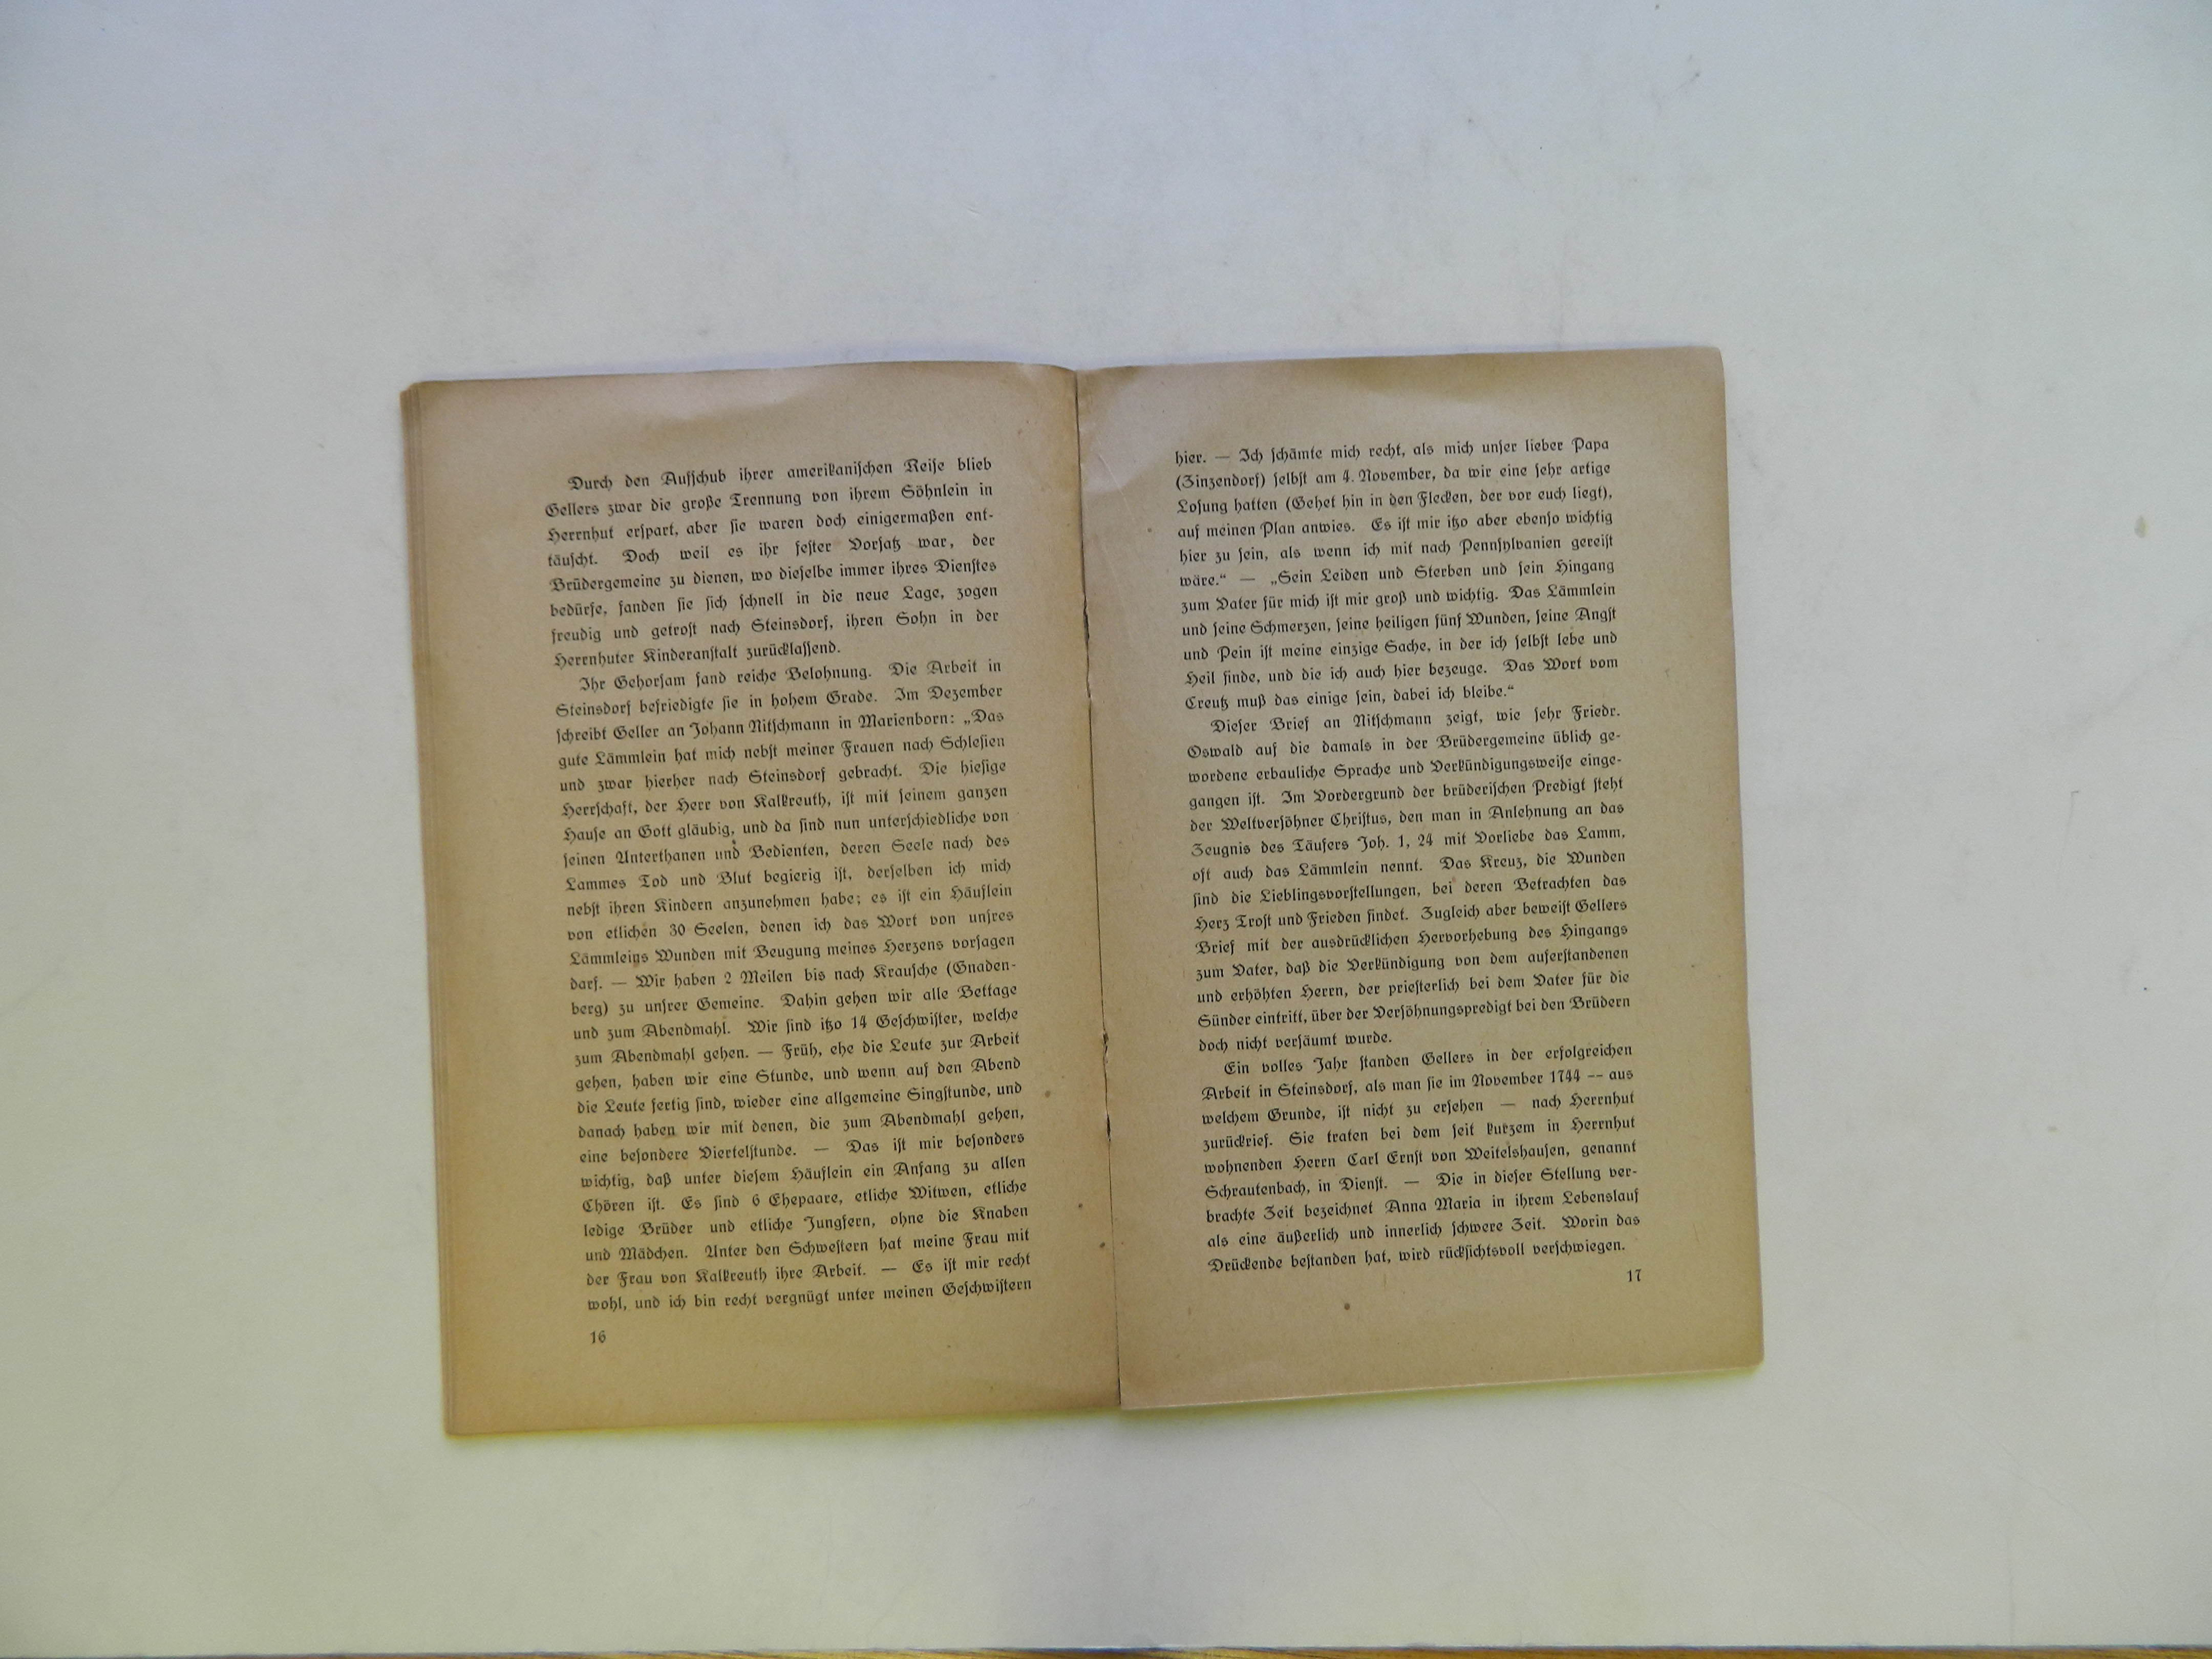 Durch den Aufschub ihrer amerikanischen Reise blieb
Gellers zwar die große Trennung von ihrem Söhnlein in
Herrnhut erspart, aber sie waren doch einigermaßen ent-
täuscht. Doch weil es ihr fester Vorsatz war, der
Brüdergemeine zu dienen, wo dieselbe immer ihres Dienstes
bedürfe, fanden sie sich schnell in die neue Lage, zogen
freudig und getrost nach Steinsdorf, ihren Sohn in der
Herrnhuter Kinderanstalt zurücklassend.
Ihr Gehorsam fand reiche Belohnung. Die Arbeit in
Steinsdorf befriedigte sie in hohem Grade. Im Dezember
schreibt Geller an Johann Nitschmann in Marienborn: „Das
gute Lämmlein hat mich nebst meiner Frauen nach Schlesien
und zwar hierher nach Steinsdorf gebracht. Die hiesige
Herrschaft, der Herr von Kalkreuth, ist mit seinem ganzen
Hause an Gott gläubig, und da sind nun unterschiedliche von
seinen Unterthanen und Bedienten, deren Seele nach des
Lammes Tod und Blut begierig ist, derselben ich mich
nebst ihren Kindern anzunehmen habe; es ist ein Häuflein
von etlichen 30 Seelen, denen ich das Wort von unsres
Lämmleins Wunden mit Beugung meines Herzens vorsagen
darf. — Wir haben 2 Meilen bis nach Krausche (Gnaden-
berg) zu unsrer Gemeine. Dahin gehen wir alle Bettage
und zum Abendmahl. Wir sind itzo 14 Geschwister, welche
zum Abendmahl gehen. — Früh, ehe die Leute zur Arbeit
gehen, haben wir eine Stunde, und wenn auf den Abend
die Leute fertig sind, wieder eine allgemeine Singstunde, und
danach haben wir mit denen, die zum Abendmahl gehen,
eine besondere Viertelstunde. — Das ist mir besonders
wichtig, daß unter diesem Häuflein ein Anfang zu allen
Chören ist. Es sind 6 Ehepaare, etliche Witwen, etliche
ledige Brüder und etliche Jungfern, ohne die Knaben
und Mädchen. Unter den Schwestern hat meine Frau mit
der Frau von Kalkreuth ihre Arbeit. — Es ist mir recht
wohl, und ich bin recht vergnügt unter meinen Geschwistern
16
hier. — Ich schämte mich recht, als mich unser lieber Papa
(Zinzendorf) selbst am 4. November, da wir eine sehr artige
Losung hatten (Gehet hin in den Flecken, der vor euch liegt),
auf meinen Plan anwies. Es ist mir itzo aber ebenso wichtig
hier zu sein, als wenn ich mit nach Pennsylvanien gereist
wäre.“ — „Sein Leiden und Sterben und sein Hingang
zum Vater für mich ist mir groß und wichtig. Das Lämmlein
und seine Schmerzen, seine heiligen fünf Wunden, seine Angst
und Pein ist meine einzige Sache, in der ich selbst lebe und
Heil finde, und die ich auch hier bezeuge. Das Wort vom
Creutz muß das einige sein, dabei ich bleibe.“
Dieser Brief an Nitschmann zeigt, wie sehr Friedr.
Oswald auf die damals in der Brüdergemeine üblich ge-
wordene erbauliche Sprache und Verkündigungsweise einge-
gangen ist. Im Vordergrund der brüderischen Predigt steht
der Weltversöhner Christus, den man in Anlehnung an das
Zeugnis des Täufers Joh. 1, 24 mit Vorliebe das Lamm,
oft auch das Lämmlein nennt. Das Kreuz, die Wunden
sind die Lieblingsvorstellungen, bei deren Betrachten das
Herz Trost und Frieden findet. Zugleich aber beweist Gellers
Brief mit der ausdrücklichen Hervorhebung des Hingangs
zum Vater, daß die Verkündigung von dem auferstandenen
und erhöhten Herrn, der priesterlich bei dem Vater für die
Sünder eintritt, über der Versöhnungspredigt bei den Brüdern
doch nicht versäumt wurde.
Ein volles Jahr standen Gellers in der erfolgreichen
Arbeit in Steinsdorf, als man sie im November 1744 -- aus
welchem Grunde, ist nicht zu ersehen — nach Herrnhut
zurückrief. Sie traten bei dem seit kurzem in Herrnhut
wohnenden Herrn Carl Ernst von Weitelshausen, genannt
Schrautenbach, in Dienst. — Die in dieser Stellung ver-
brachte Zeit bezeichnet Anna Maria in ihrem Lebenslauf
als eine äußerlich und innerlich schwere Zeit. Worin das
Drückende bestanden hat, wird rücksichtsvoll verschwiegen.
17